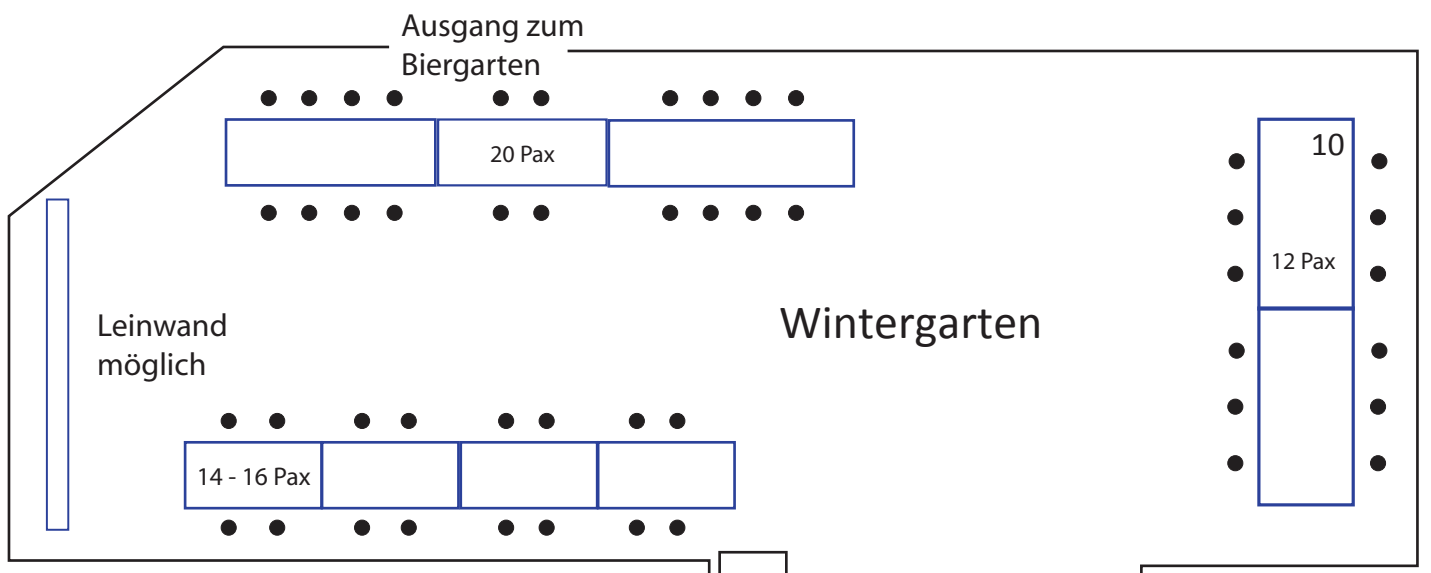 Ausgang zum
Biergarten
20 Pax
10
12 Pax
Leinwand
möglich
Wintergarten
14 - 16 Pax